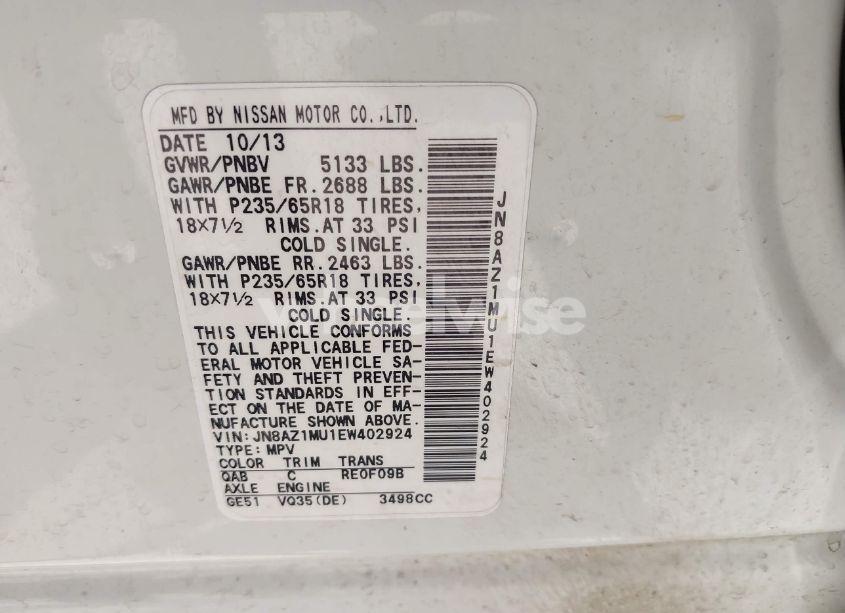 MFD BY NISSAN MOTOR CO.,LTD.
DATE 10/13
GVWR/PNBV 5133 LBS.
GAWR/PNBE FR.2688 LBS.
WITH P235/65R18 TIRES,
18×7½ RIMS.AT 33 PSI
COLD SINGLE.
GAWR/PNBE RR.2463 LBS.
WITH P235/65R18 TIRES,
18×7½ RIMS.AT 33 PSI
COLD SINGLE.
THIS VEHICLE CONFORMS
TO ALL APPLICABLE FED-
ERAL MOTOR VEHICLE SA-
FETY AND THEFT PREVEN-
TION STANDARDS IN EFF-
ECT ON THE DATE OF MA-
NUFACTURE SHOWN ABOVE.
VIN:JN8AZ1MU1EW402924
TYPE:MPV
COLOR TRIM TRANS
QAB C RE0F09B
AXLE ENGINE
GE51 VQ35(DE) 3498CC
JN8AZ1MU1EW402924